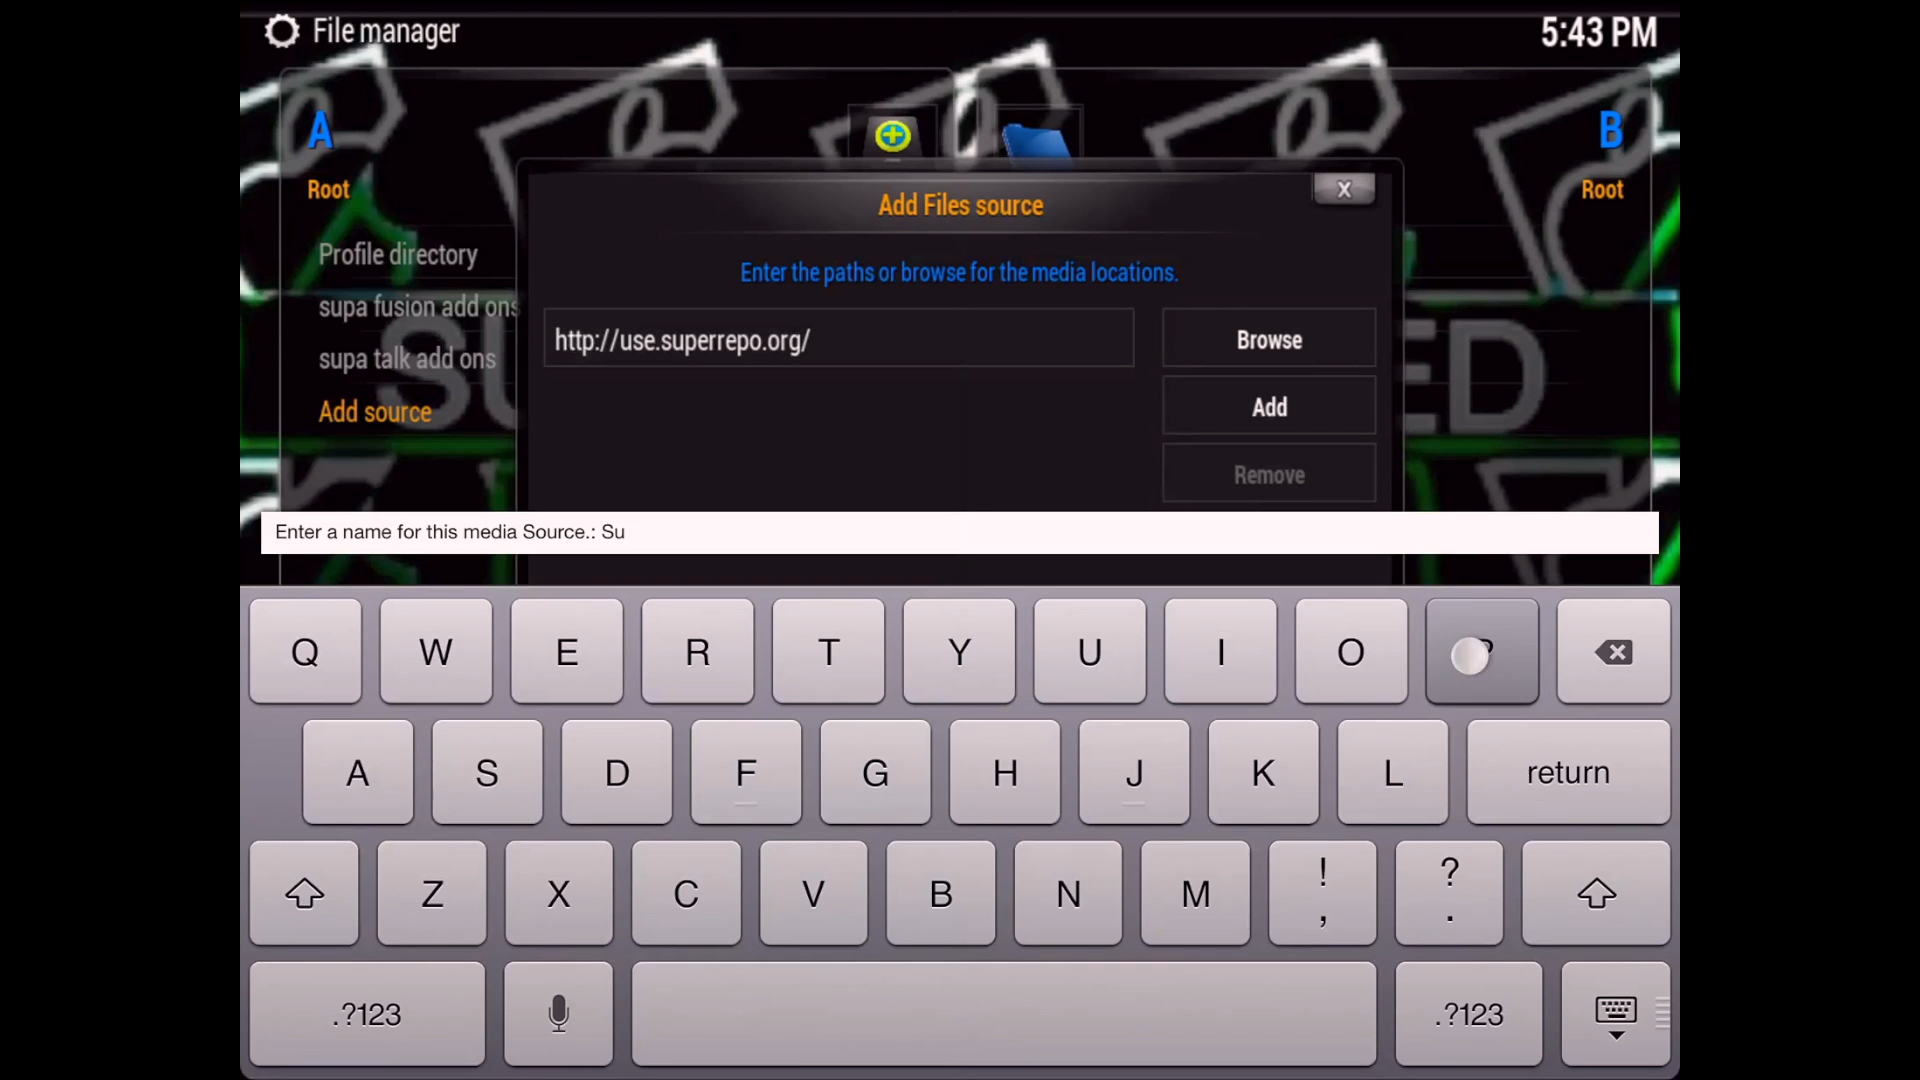 File manager
5:43 PM
A
B
Root
Root
Add Files source
X
Profile directory
Enter the paths or browse for the media locations.
supa fusion add ons
http://use.superrepo.org/
Browse
supa talk add ons
Add source
Add
Remove
SU
ED
Enter a name for this media Source.: Su
Q W E R T Y U I O P
A S D F G H J K L return
Z X C V B N M ! , ? .
.?123 .?123